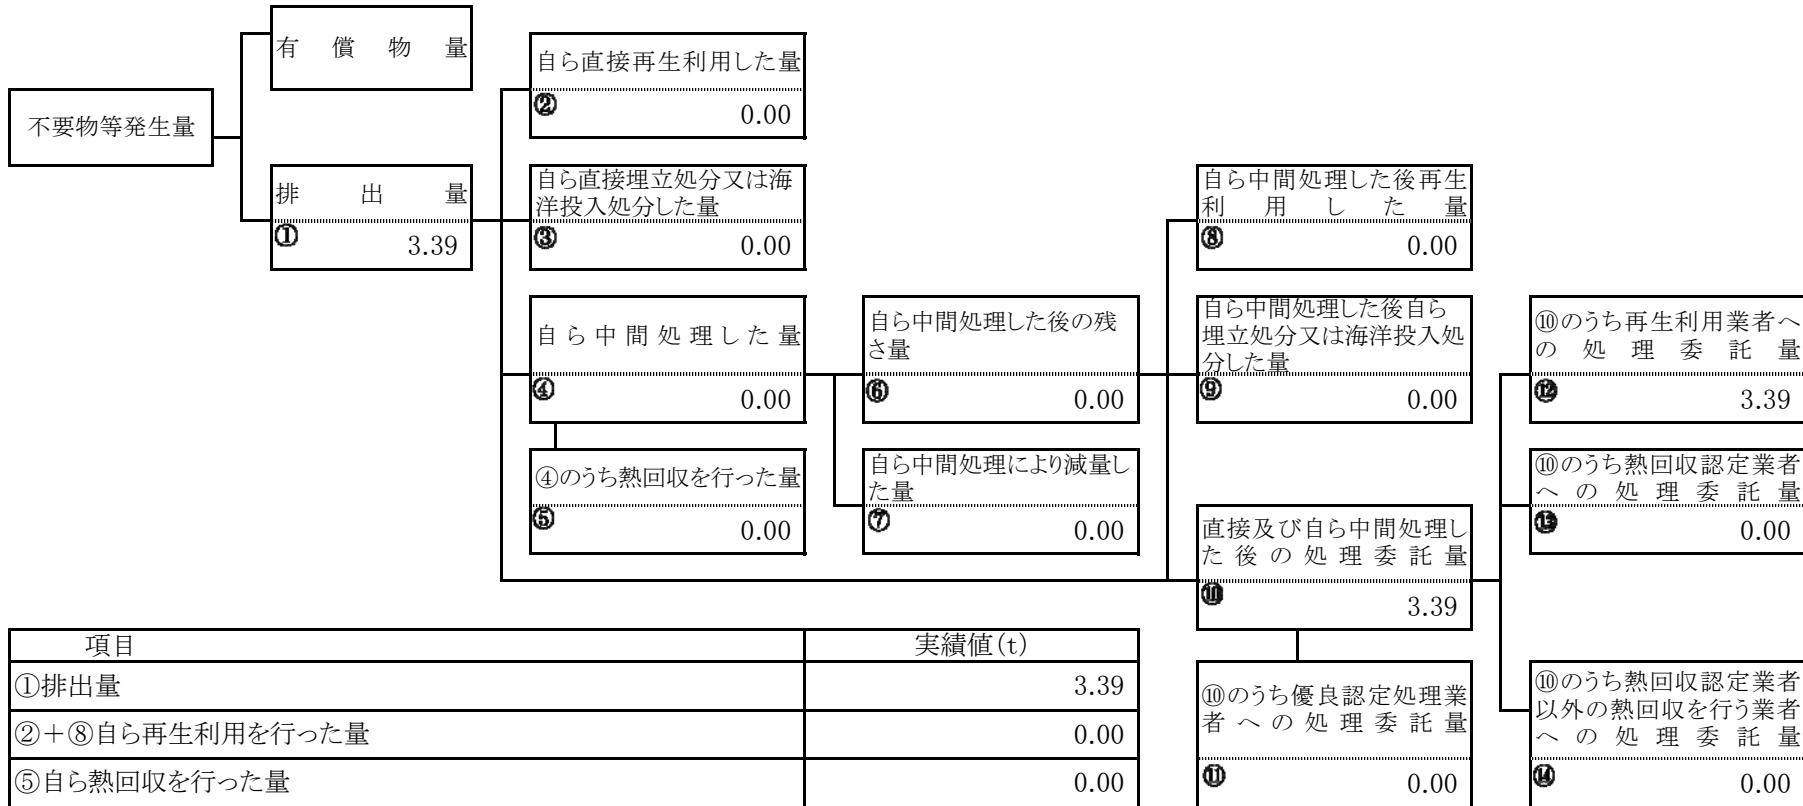 有償物量
不要物等発生量
排出量
① 3.39
自ら直接再生利用した量
② 0.00
自ら直接埋立処分又は海
洋投入処分した量
③ 0.00
自ら中間処理した量
④ 0.00
④のうち熱回収を行った量
⑤ 0.00
自ら中間処理した後の残
さ量
⑥ 0.00
自ら中間処理により減量し
た量
⑦ 0.00
自ら中間処理した後再生
利用した量
⑧ 0.00
自ら中間処理した後自ら
埋立処分又は海洋投入処
分した量
⑨ 0.00
直接及び自ら中間処理し
た後の処理委託量
⑩ 3.39
⑩のうち優良認定処理業
者への処理委託量
⑪ 0.00
⑩のうち再生利用業者へ
の処理委託量
⑫ 3.39
⑩のうち熱回収認定業者
への処理委託量
⑬ 0.00
⑩のうち熱回収認定業者
以外の熱回収を行う業者
への処理委託量
⑭ 0.00
項目 実績値(t)
①排出量 3.39
②+⑧自ら再生利用を行った量 0.00
⑤自ら熱回収を行った量 0.00